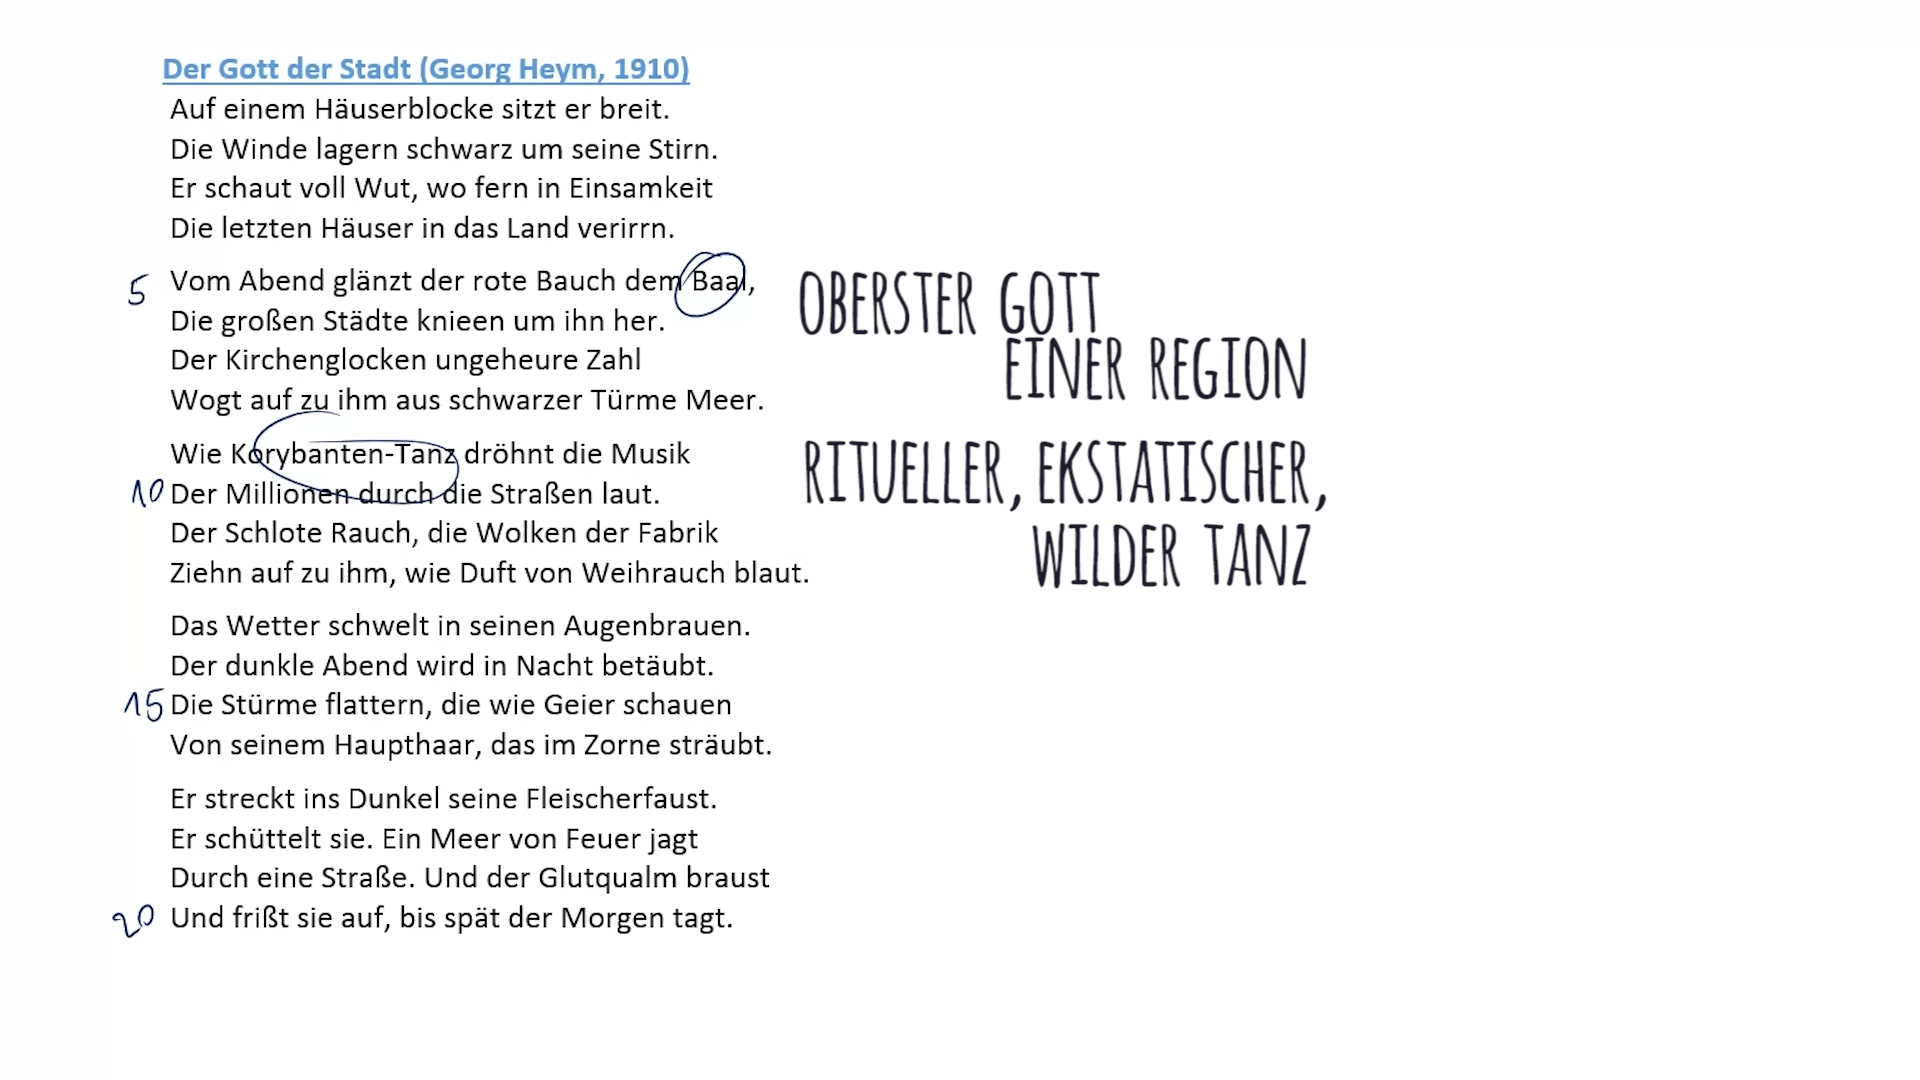 Der Gott der Stadt (Georg Heym, 1910)
Auf einem Häuserblocke sitzt er breit.
Die Winde lagern schwarz um seine Stirn.
Er schaut voll Wut, wo fern in Einsamkeit
Die letzten Häuser in das Land verirrn.
5 Vom Abend glänzt der rote Bauch dem Baal,
Die großen Städte knieen um ihn her.
Der Kirchenglocken ungeheure Zahl
Wogt auf zu ihm aus schwarzer Türme Meer.
Wie Korybanten-Tanz dröhnt die Musik
10 Der Millionen durch die Straßen laut.
Der Schlote Rauch, die Wolken der Fabrik
Ziehn auf zu ihm, wie Duft von Weihrauch blaut.
Das Wetter schwelt in seinen Augenbrauen.
Der dunkle Abend wird in Nacht betäubt.
15 Die Stürme flattern, die wie Geier schauen
Von seinem Haupthaar, das im Zorne sträubt.
Er streckt ins Dunkel seine Fleischerfaust.
Er schüttelt sie. Ein Meer von Feuer jagt
Durch eine Straße. Und der Glutqualm braust
20 Und frißt sie auf, bis spät der Morgen tagt.
OBERSTER GOTT
EINER REGION
RITUELLER, EKSTATISCHER,
WILDER TANZ